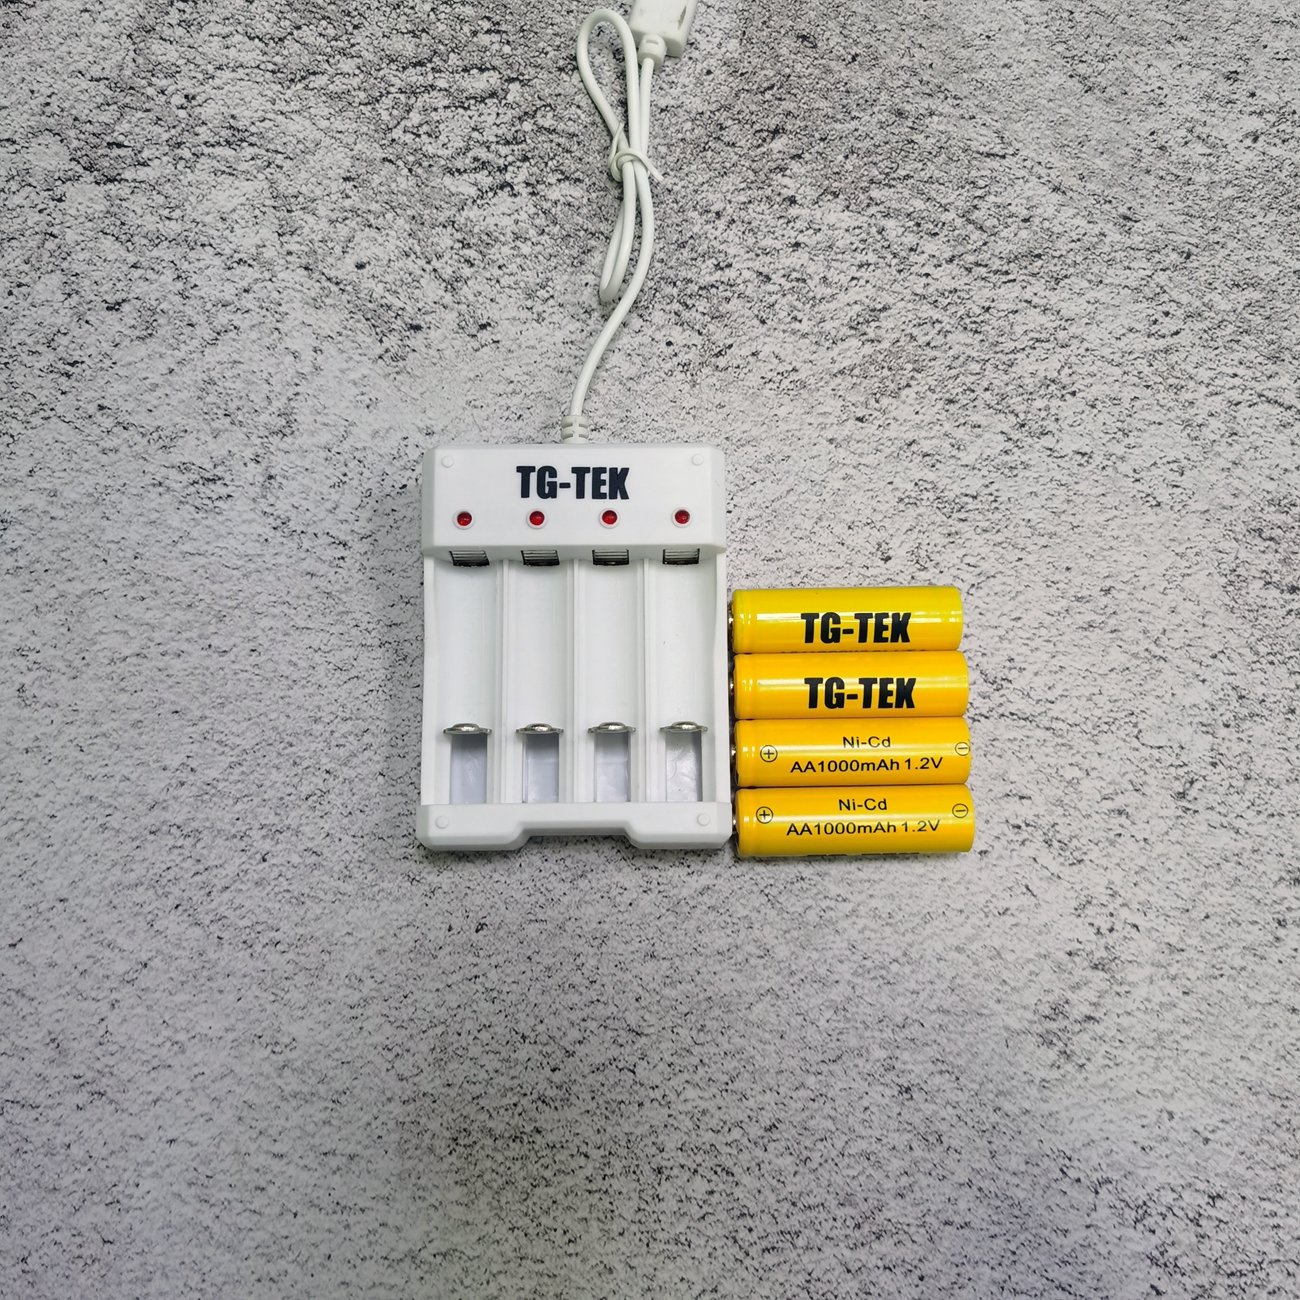 TG-TEK
TG-TEK
TG-TEK
Ni-Cd
AA1000mAh 1.2V
Ni-Cd
AA1000mAh 1.2V